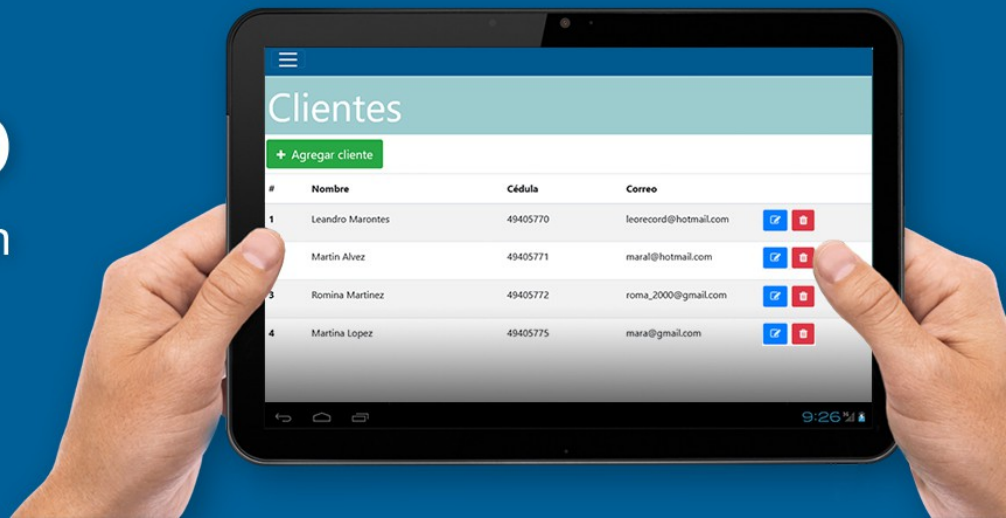 Clientes
+ Agregar cliente
# Nombre Cédula Correo
1 Leandro Marontes 49405770 leorecord@hotmail.com
Martin Alvez 49405771 maral@hotmail.com
3 Romina Martinez 49405772 roma_2000@gmail.com
4 Martina Lopez 49405775 mara@gmail.com
9:26